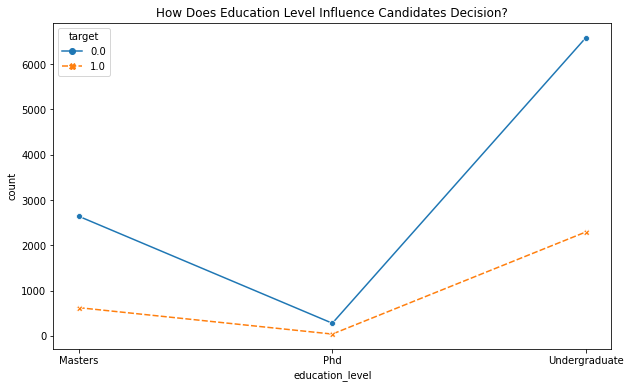 How Does Education Level Influence Candidates Decision?
target
0.0
1.0
6000
5000
4000
3000
2000
1000
0
count
Masters
Phd
Undergraduate
education_level